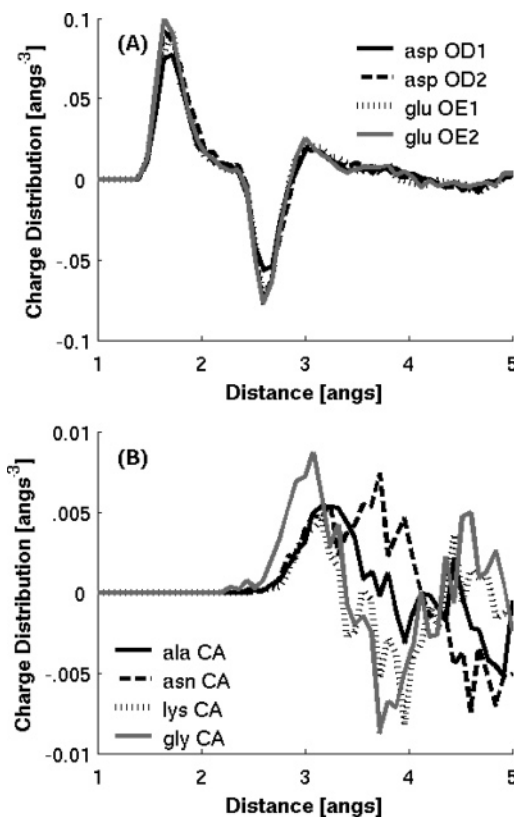 (A)
asp OD1
asp OD2
glu OE1
glu OE2
Charge Distribution [angs⁻³]
0.1
.05
0
-.05
-0.1
1 2 3 4 5
Distance [angs]
(B)
ala CA
asn CA
lys CA
gly CA
Charge Distribution [angs⁻³]
0.01
0.005
0
-0.005
-0.01
1 2 3 4 5
Distance [angs]